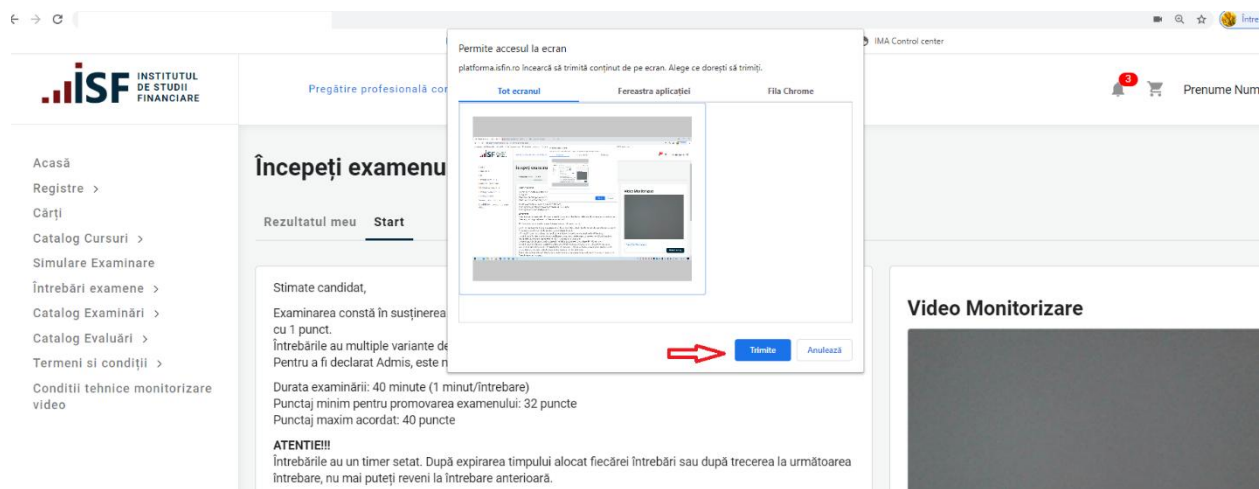 IMA Control center
Între
ISF INSTITUTUL
DE STUDII
FINANCIARE
Pregătire profesională con
3
Prenume Num
Permite accesul la ecran
platforma.isfin.ro încearcă să trimită conținut de pe ecran. Alege ce dorești să trimiți.
Tot ecranul
Fereastra aplicației
Fila Chrome
Trimite
Anulează
Acasă
Registre >
Cărți
Catalog Cursuri >
Simulare Examinare
Întrebări examene >
Catalog Examinări >
Catalog Evaluări >
Termeni si condiții >
Conditii tehnice monitorizare
video
Începeți examenu
Rezultatul meu
Start
Stimate candidat,
Examinarea constă în susținerea
cu 1 punct.
Întrebările au multiple variante de
Pentru a fi declarat Admis, este n
Durata examinării: 40 minute (1 minut/întrebare)
Punctaj minim pentru promovarea examenului: 32 puncte
Punctaj maxim acordat: 40 puncte
ATENTIE!!!
Întrebările au un timer setat. După expirarea timpului alocat fiecărei întrebări sau după trecerea la următoarea
întrebare, nu mai puteți reveni la întrebare anterioară.
Video Monitorizare